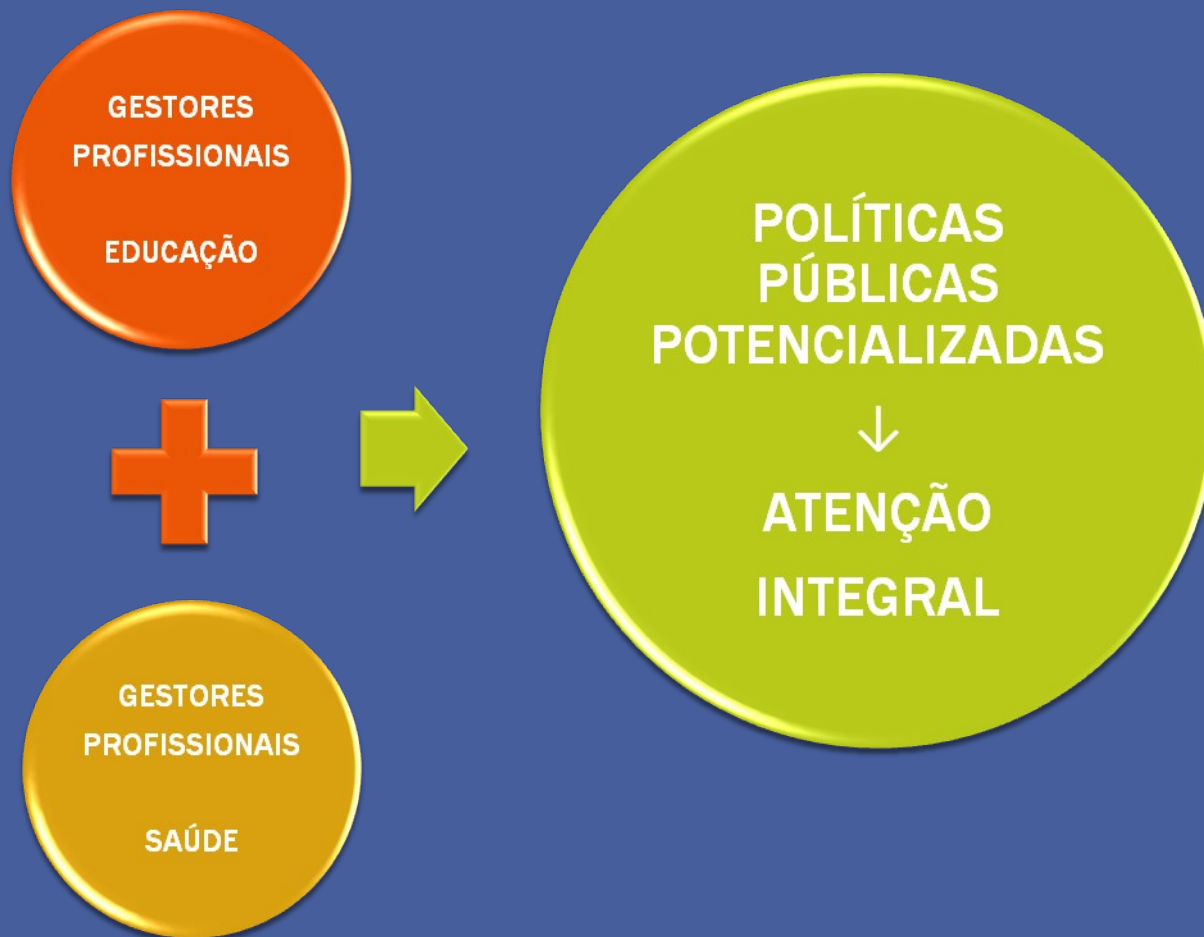 GESTORES
PROFISSIONAIS
EDUCAÇÃO
GESTORES
PROFISSIONAIS
SAÚDE
POLÍTICAS
PÚBLICAS
POTENCIALIZADAS
↓
ATENÇÃO
INTEGRAL